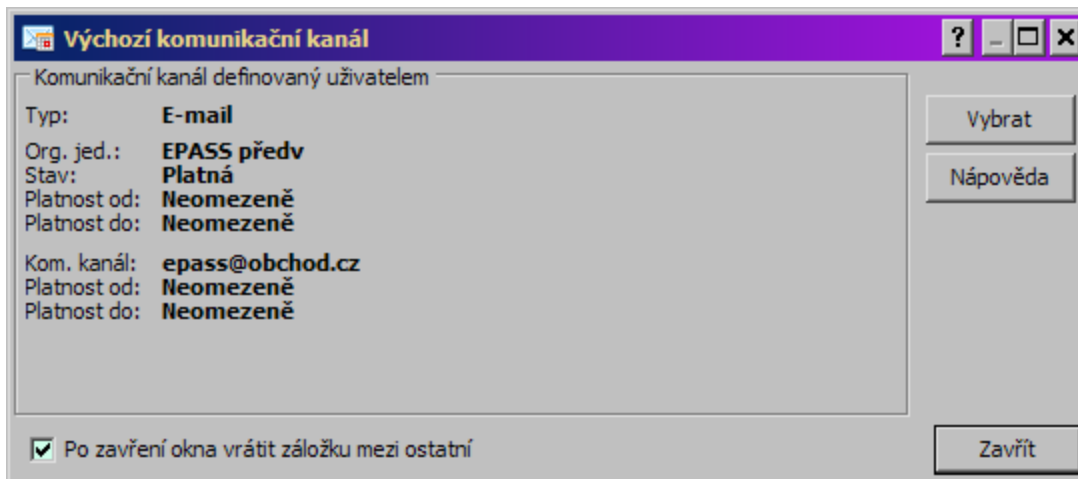 Výchozí komunikační kanál
Komunikační kanál definovaný uživatelem
Typ: E-mail
Org. jed.: EPASS předv
Stav: Platná
Platnost od: Neomezeně
Platnost do: Neomezeně
Kom. kanál: epass@obchod.cz
Platnost od: Neomezeně
Platnost do: Neomezeně
Vybrat
Nápověda
Po zavření okna vrátit záložku mezi ostatní
Zavřít